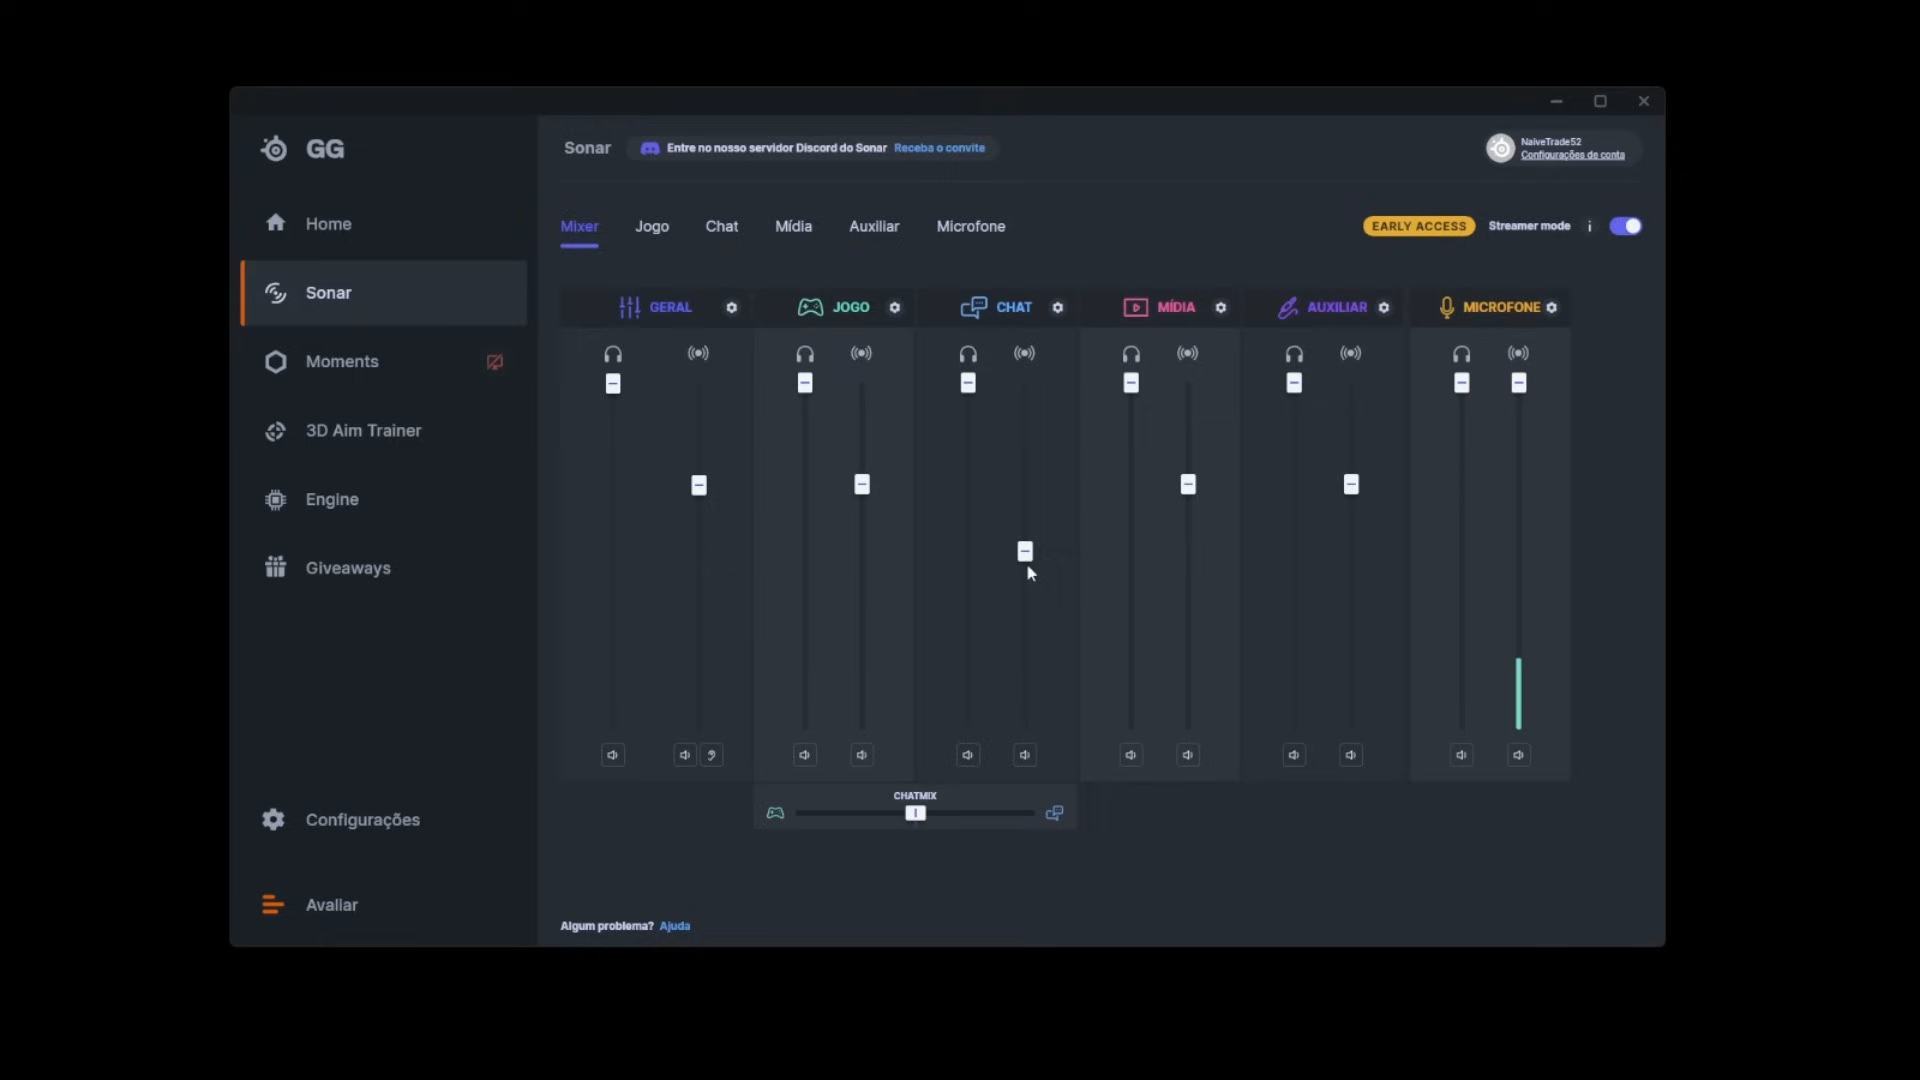 GG
Sonar
Entre no nosso servidor Discord do Sonar Receba o convite
NaiveTrade52
Configurações de conta
Home
Sonar
Moments
3D Aim Trainer
Engine
Giveaways
Configurações
Avaliar
Mixer Jogo Chat Mídia Auxiliar Microfone
EARLY ACCESS Streamer mode i
GERAL JOGO CHAT MÍDIA AUXILIAR MICROFONE
CHATMIX
Algum problema? Ajuda